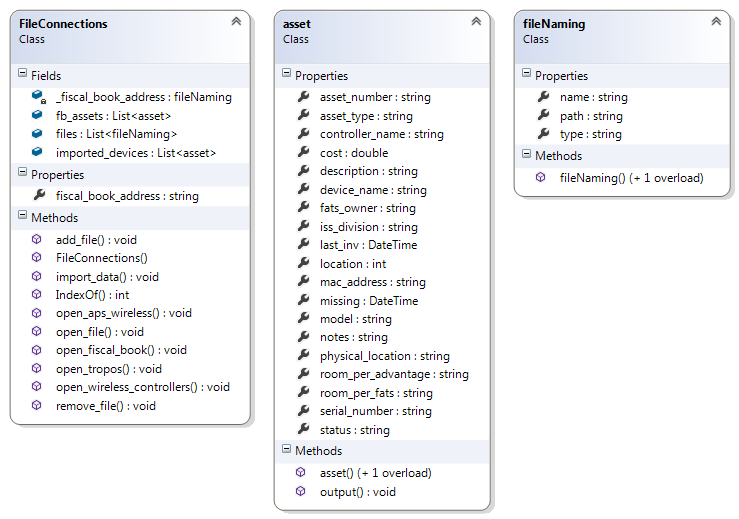 FileConnections
Class
Fields
_fiscal_book_address : fileNaming
fb_assets : List<asset>
files : List<fileNaming>
imported_devices : List<asset>
Properties
fiscal_book_address : string
Methods
add_file() : void
FileConnections()
import_data() : void
IndexOf() : int
open_aps_wireless() : void
open_file() : void
open_fiscal_book() : void
open_tropos() : void
open_wireless_controllers() : void
remove_file() : void
asset
Class
Properties
asset_number : string
asset_type : string
controller_name : string
cost : double
description : string
device_name : string
fats_owner : string
iss_division : string
last_inv : DateTime
location : int
mac_address : string
missing : DateTime
model : string
notes : string
physical_location : string
room_per_advantage : string
room_per_fats : string
serial_number : string
status : string
Methods
asset() (+ 1 overload)
output() : void
fileNaming
Class
Properties
name : string
path : string
type : string
Methods
fileNaming() (+ 1 overload)